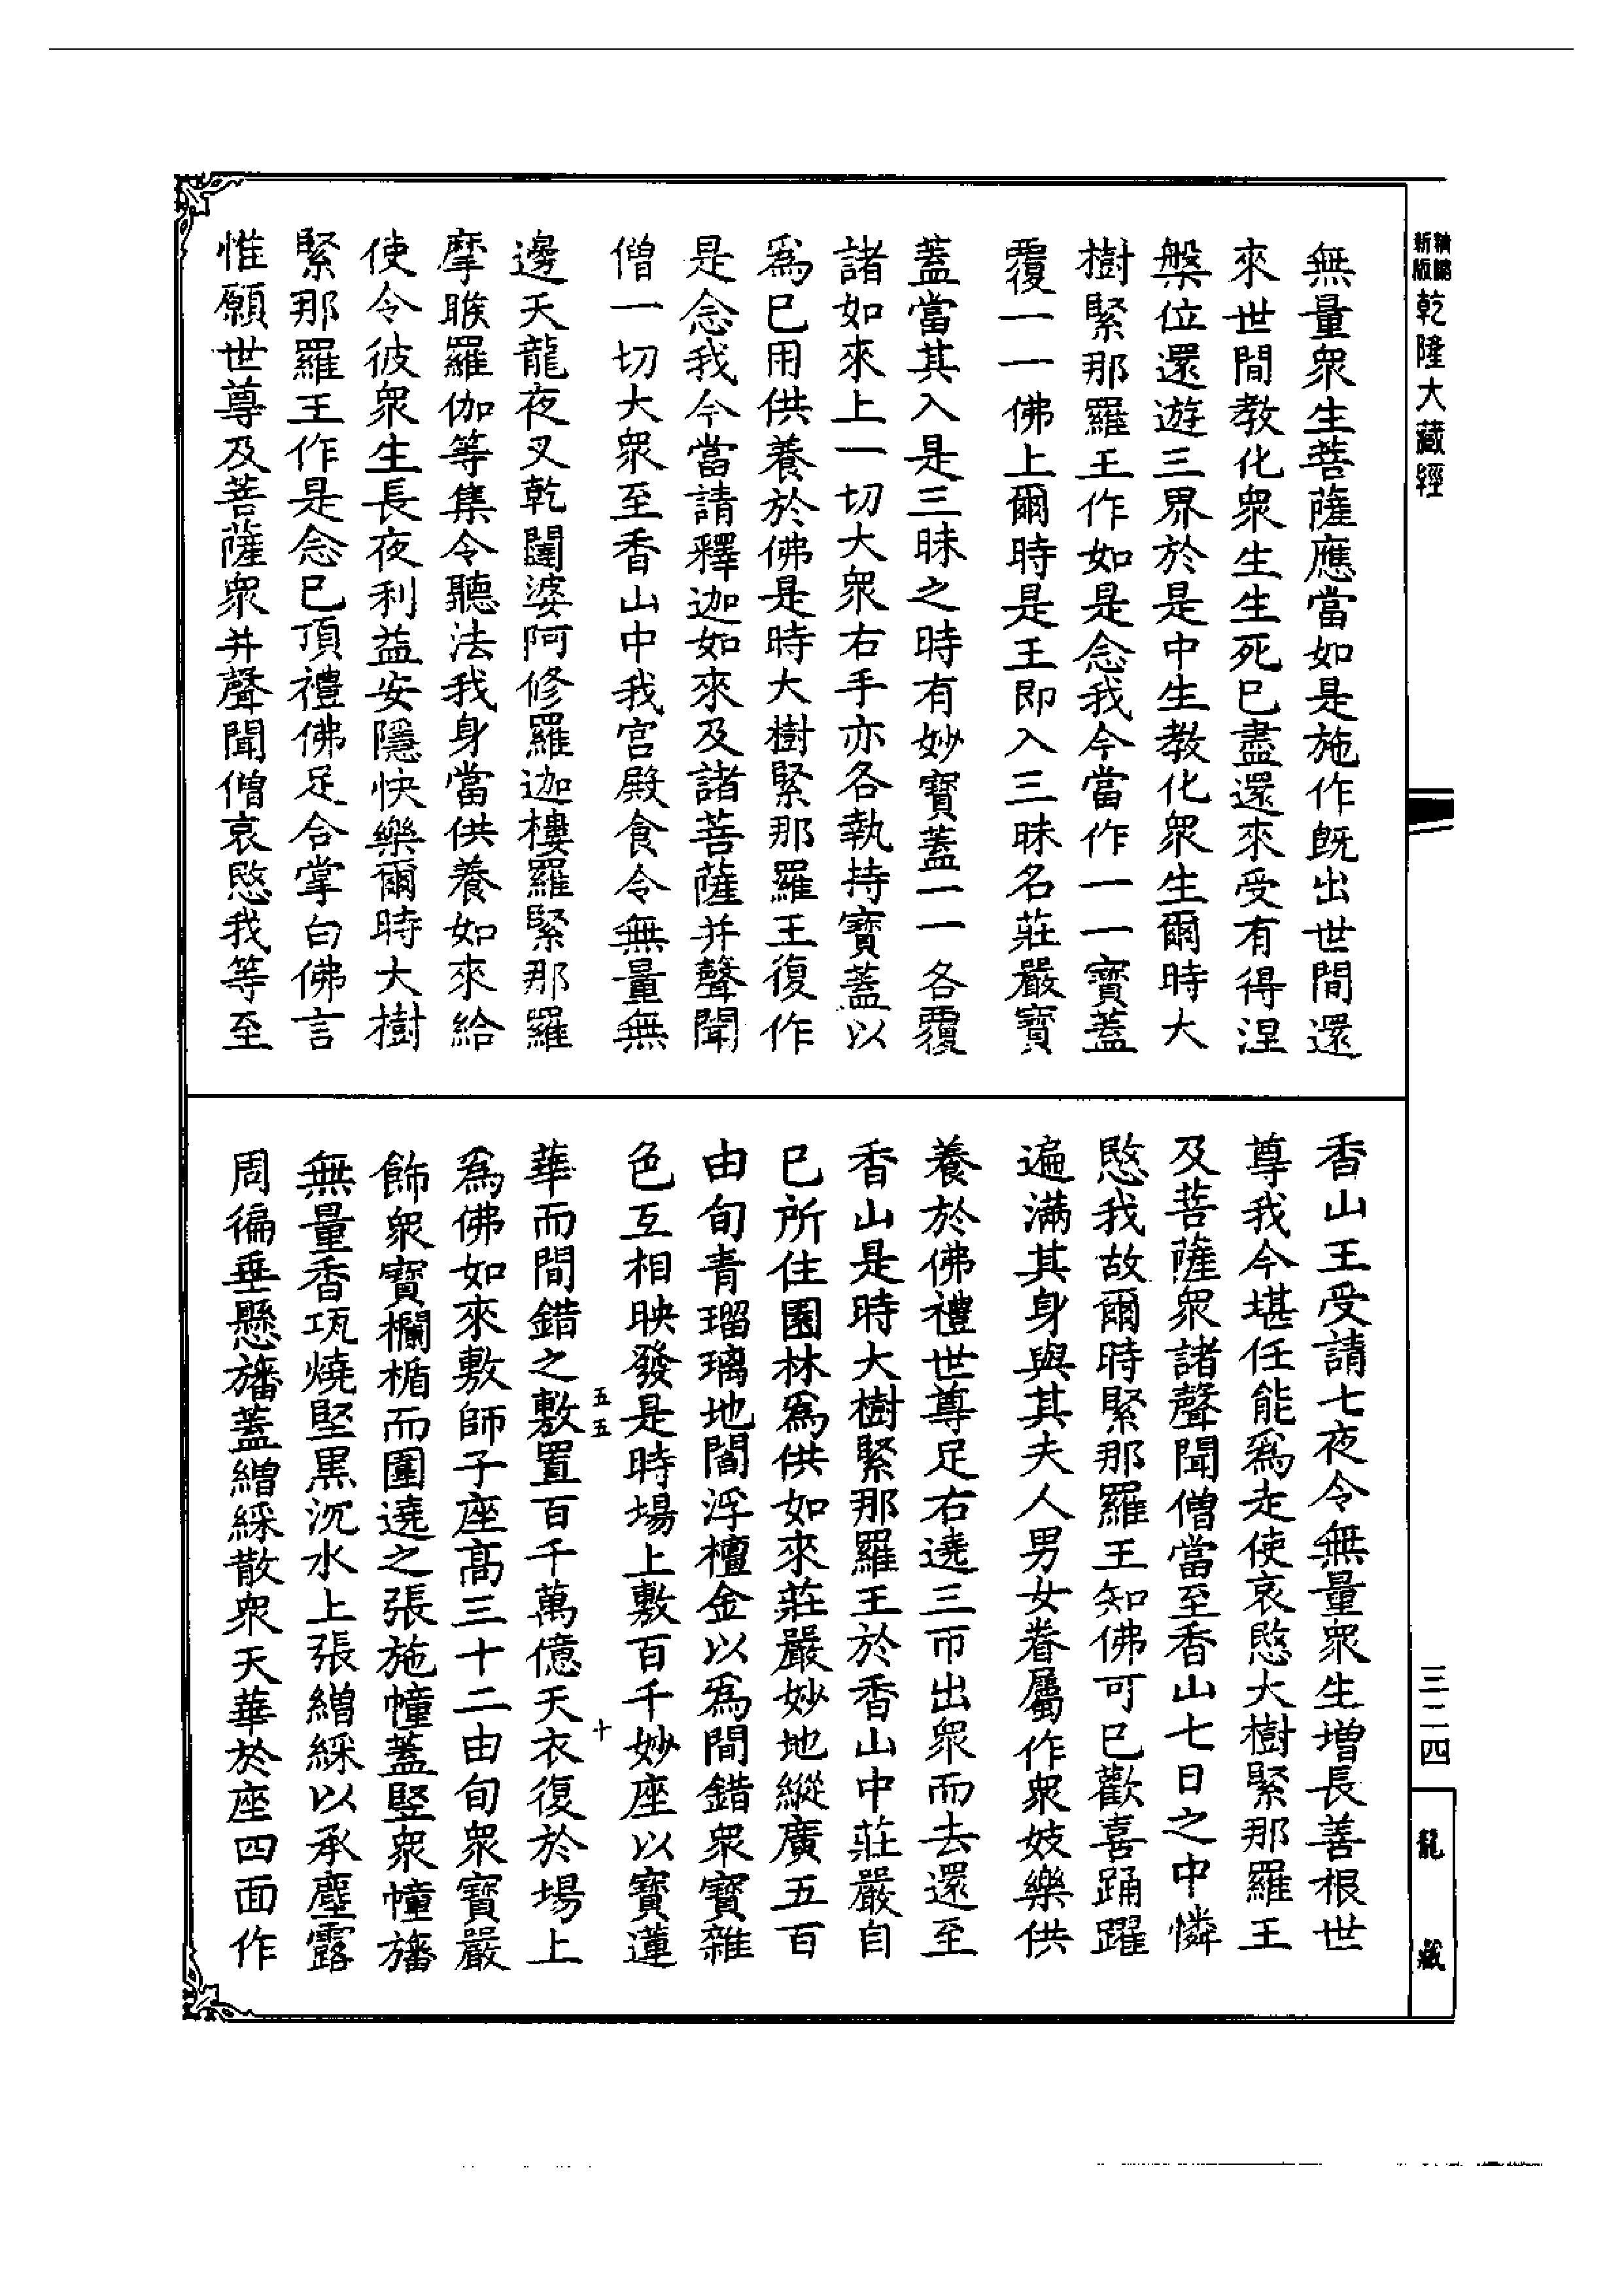 新版
精縮
乾隆大藏經
無量衆生菩薩應當如是施作既出世間還
來世間教化衆生生死已盡還來受有得涅
槃位還遊三界於是中生教化衆生爾時大
樹緊那羅王作如是念我今當作一一寶蓋
覆一一佛上爾時是王即入三昧名莊嚴寶
蓋當其入是三昧之時有妙寶蓋一一各覆
諸如來上一切大衆右手亦各執持寶蓋以
爲已用供養於佛是時大樹緊那羅王復作
是念我今當請釋迦如來及諸菩薩并聲聞
僧一切大衆至香山中我宮殿食令無量無
邊天龍夜叉乾闥婆阿修羅迦樓羅緊那羅
摩睺羅伽等集令聽法我身當供養如來給
使令彼衆生長夜利益安隱快樂爾時大樹
緊那羅王作是念已頂禮佛足合掌白佛言
惟願世尊及菩薩衆并聲聞僧哀愍我等至
香山王受請七夜令無量衆生增長善根世
尊我今堪任能爲走使哀愍大樹緊那羅王
及菩薩衆諸聲聞僧當至香山七日之中憐
愍我故爾時緊那羅王知佛可已歡喜踊躍
遍滿其身與其夫人男女眷屬作衆妓樂供
養於佛禮世尊足右遶三帀出衆而去還至
香山是時大樹緊那羅王於香山中莊嚴自
已所住園林爲供如來莊嚴妙地縱廣五百
由旬青瑠璃地閻浮檀金以爲間錯衆寶雜
色互相映發是時場上敷百千妙座以寶蓮
五五
十
華而間錯之敷置百千萬億天衣復於場上
爲佛如來敷師子座高三十二由旬衆寶嚴
飾衆寶欄楯而圍遶之張施幢蓋竪衆幢旛
無量香瓨燒堅黑沉水上張繒綵以承塵露
周徧垂懸旛蓋繒綵散衆天華於座四面作
三二四
龍
藏